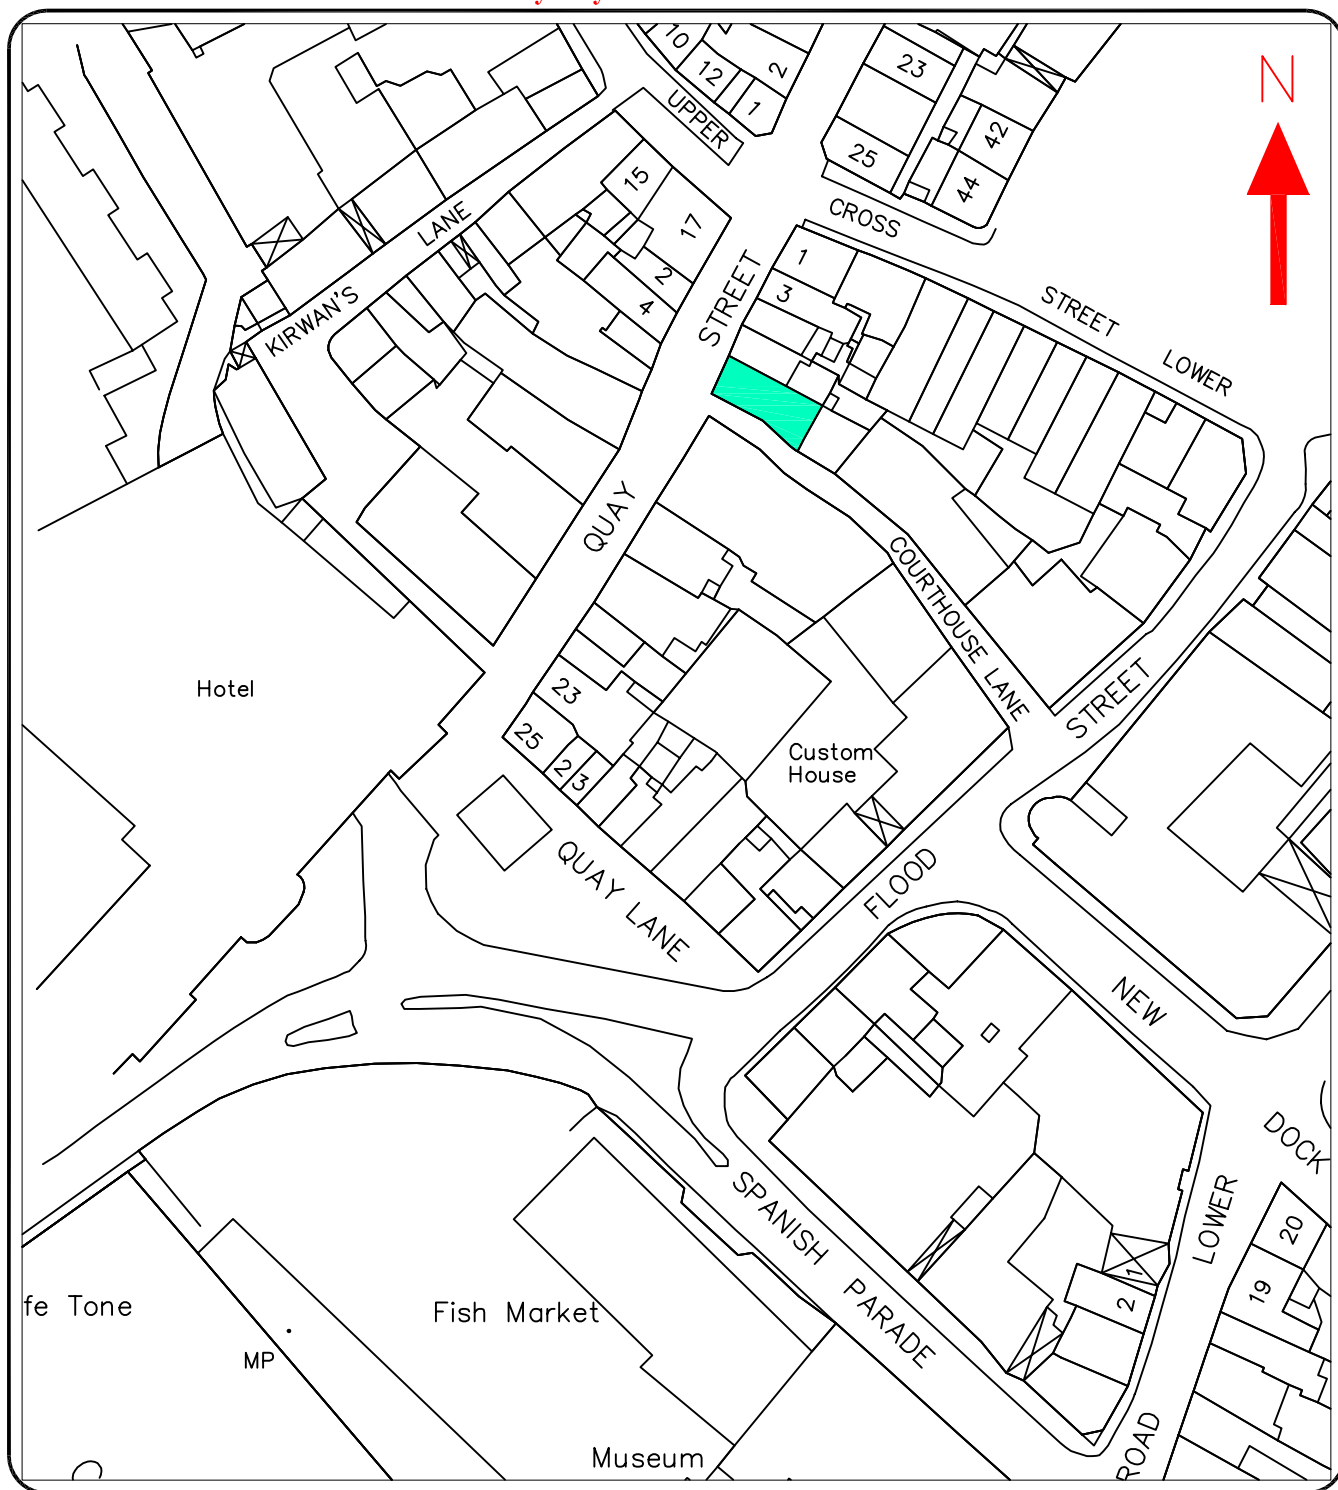 10
12
2
1
UPPER
23
42
25
44
N
15
17
CROSS
LANE
KIRWAN'S
2
4
STREET
1
3
STREET
LOWER
QUAY
COURTHOUSE LANE
Hotel
23
25
2
3
STREET
Custom
House
QUAY LANE
FLOOD
NEW
DOCK
SPANISH PARADE
LOWER
20
19
1
2
fe Tone
Fish Market
MP
Museum
ROAD